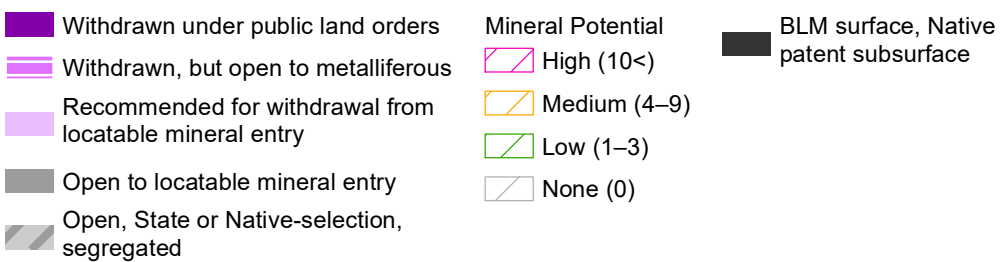 Withdrawn under public land orders
Withdrawn, but open to metalliferous
Recommended for withdrawal from
locatable mineral entry
Open to locatable mineral entry
Open, State or Native-selection,
segregated
Mineral Potential
High (10<)
Medium (4–9)
Low (1–3)
None (0)
BLM surface, Native
patent subsurface